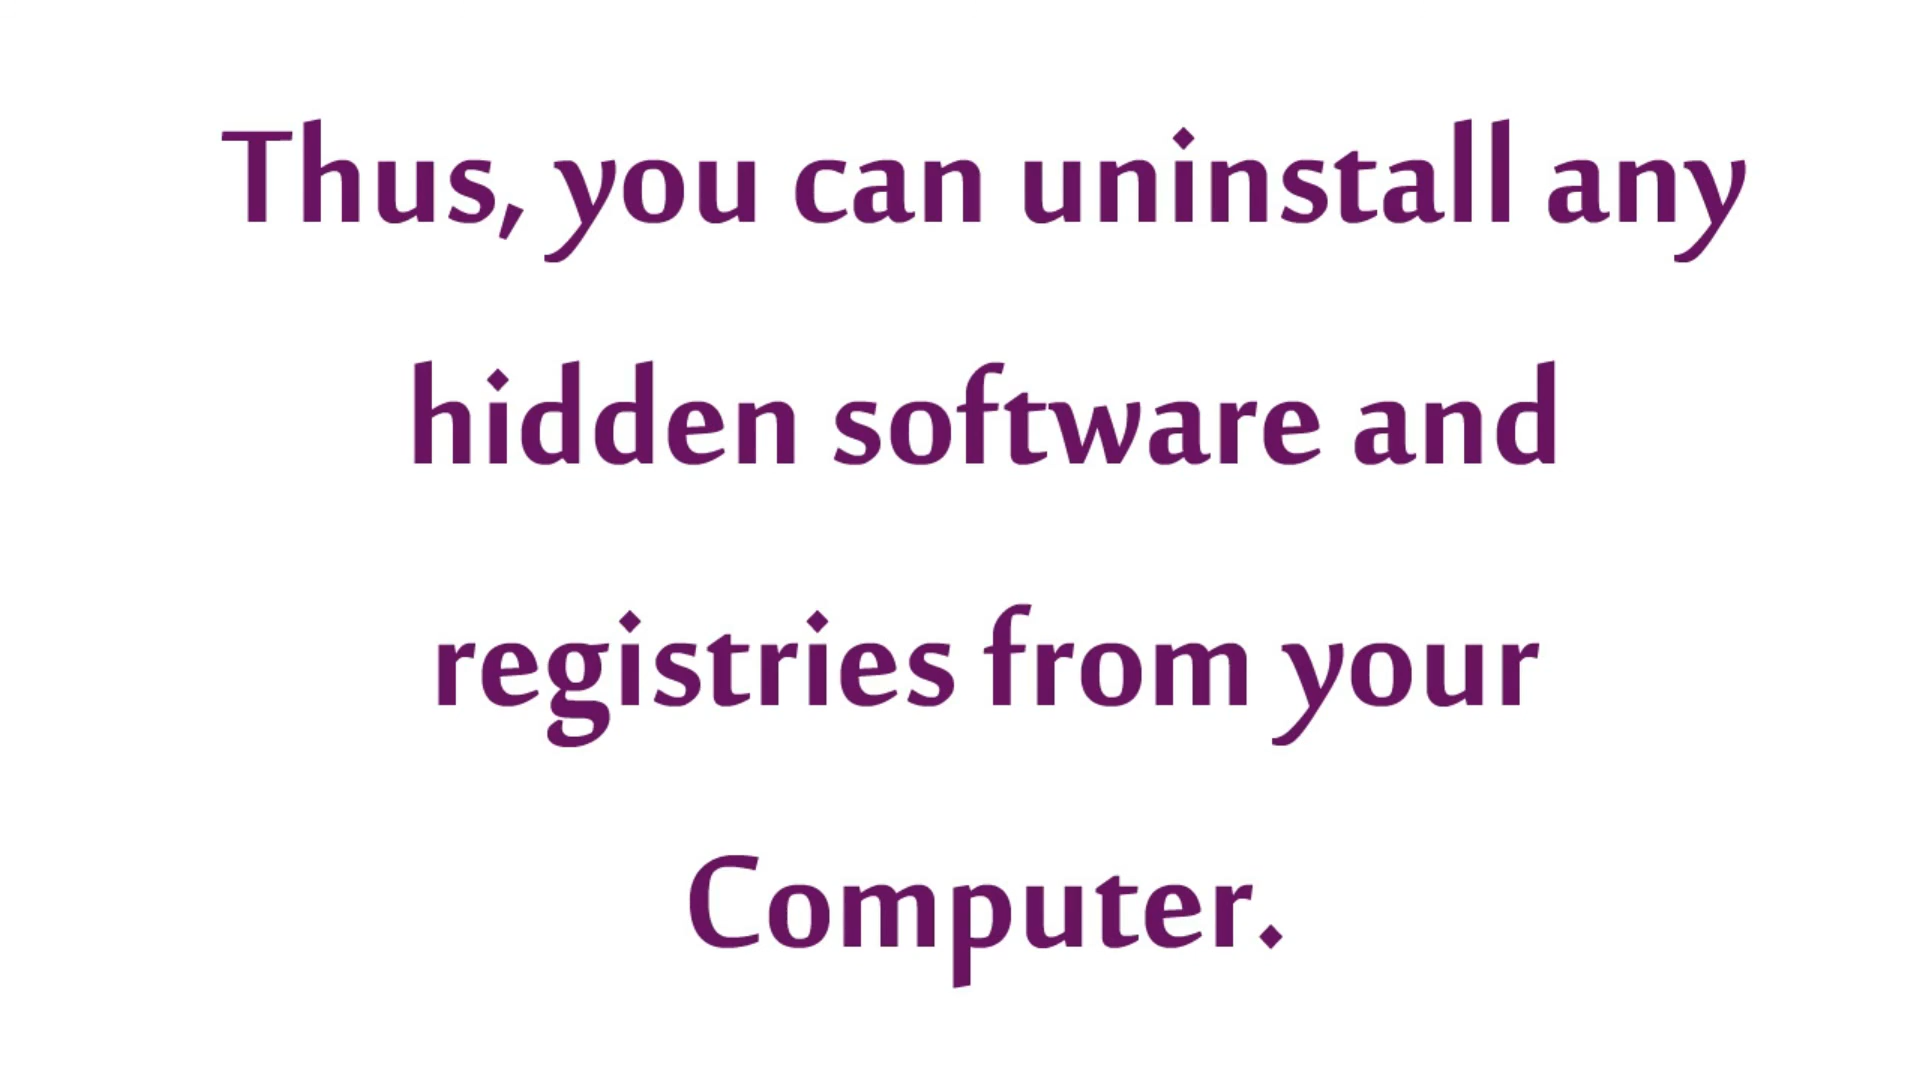 Thus, you can uninstall any
hidden software and
registries from your
Computer.